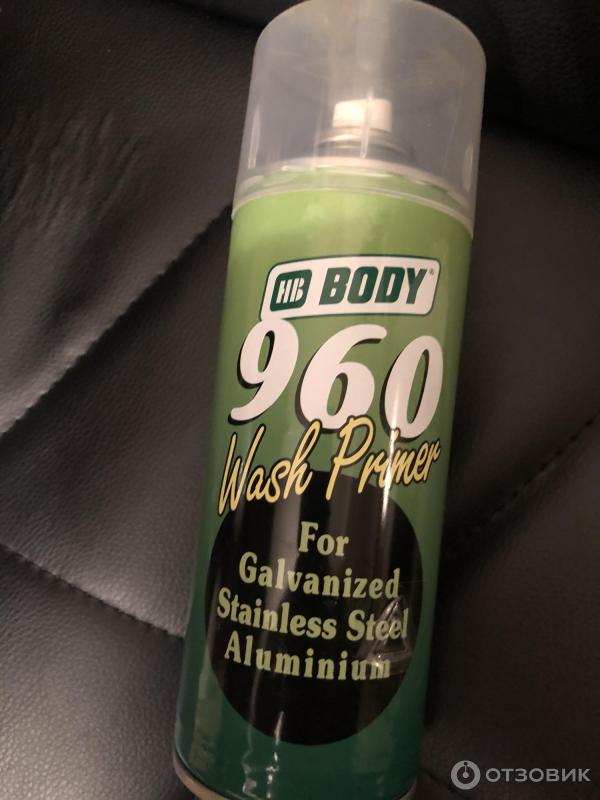 HB BODY®
960
Wash Primer
For
Galvanized
Stainless Steel
Aluminium
ОТЗОВИК